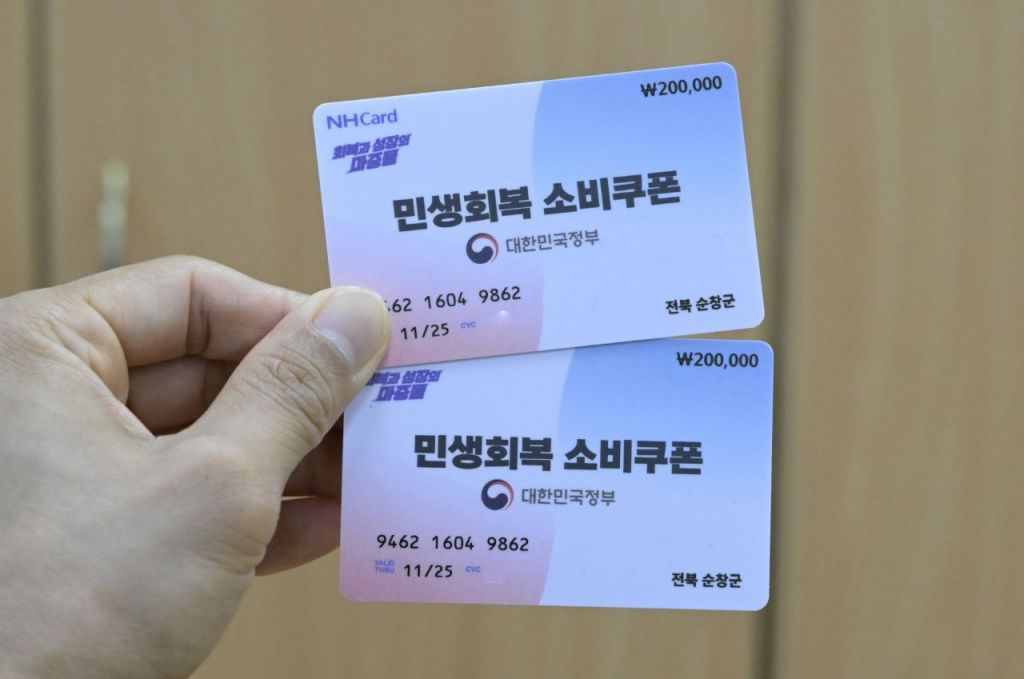 NHCard
₩200,000
회복과 성장의
마중물
민생회복 소비쿠폰
대한민국정부
62 1604 9862
11/25 CVC
전북 순창군
₩200,000
회복과 성장의
마중물
민생회복 소비쿠폰
대한민국정부
9462 1604 9862
VALID
THRU 11/25 CVC
전북 순창군